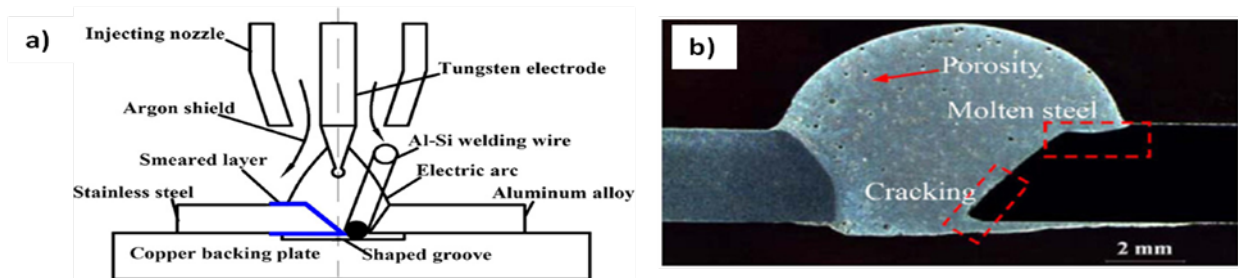 a)
Injecting nozzle
Tungsten electrode
Argon shield
Al-Si welding wire
Smeared layer
Electric arc
Stainless steel
Aluminum alloy
Copper backing plate
Shaped groove
b)
Porosity
Molten steel
Cracking
2 mm